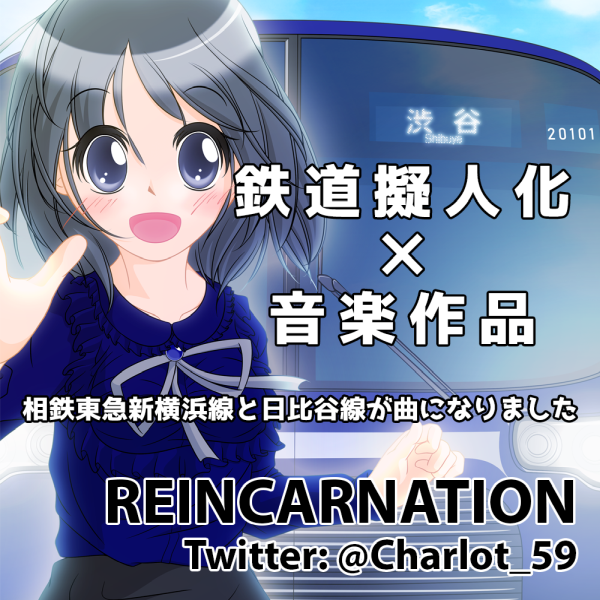 渋谷
Shibuya
20101
鉄道擬人化
×
音楽作品
相鉄東急新横浜線と日比谷線が曲になりました
REINCARNATION
Twitter: @Charlot_59